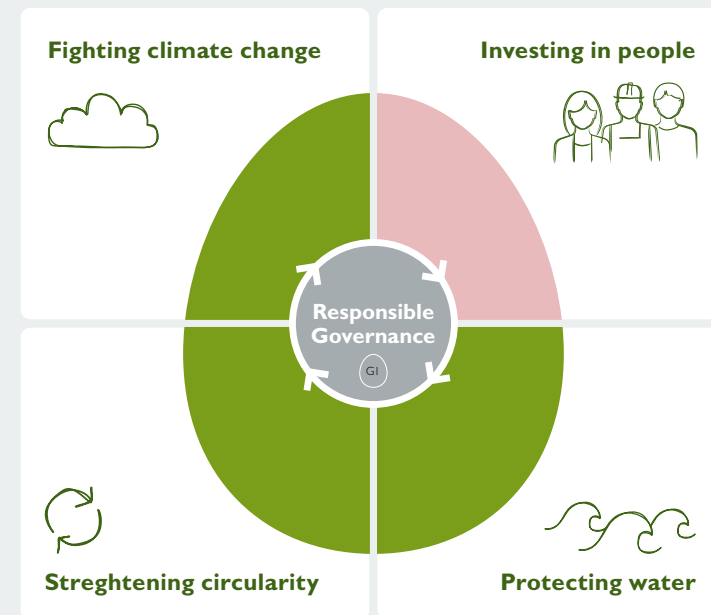 Fighting climate change
Investing in people
Responsible
Governance
GI
Streghtening circularity
Protecting water